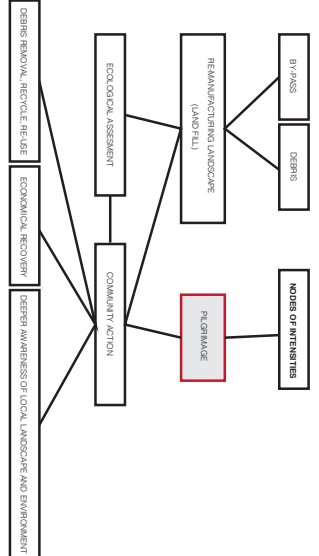 BY-PASS
DEBRIS
NODES OF INTENSITIES
RE-MANUFACTURING LANDSCAPE
(LAND FILL)
PILGRIMAGE
ECOLOGICAL ASSESMENT
COMMUNITY ACTION
DEBRIS REMOVAL, RECYCLE, RE-USE
ECONOMICAL RECOVERY
DEEPER AWARENESS OF LOCAL LANDSCAPE AND ENVIRONMENT